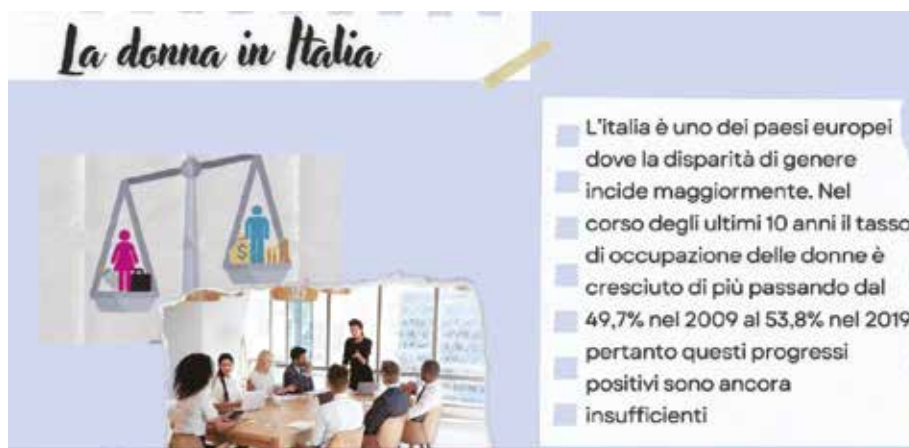 La donna in Italia
L'italia è uno dei paesi europei
dove la disparità di genere
incide maggiormente. Nel
corso degli ultimi 10 anni il tasso
di occupazione delle donne è
cresciuto di più passando dal
49,7% nel 2009 al 53,8% nel 2019
pertanto questi progressi
positivi sono ancora
insufficienti
$